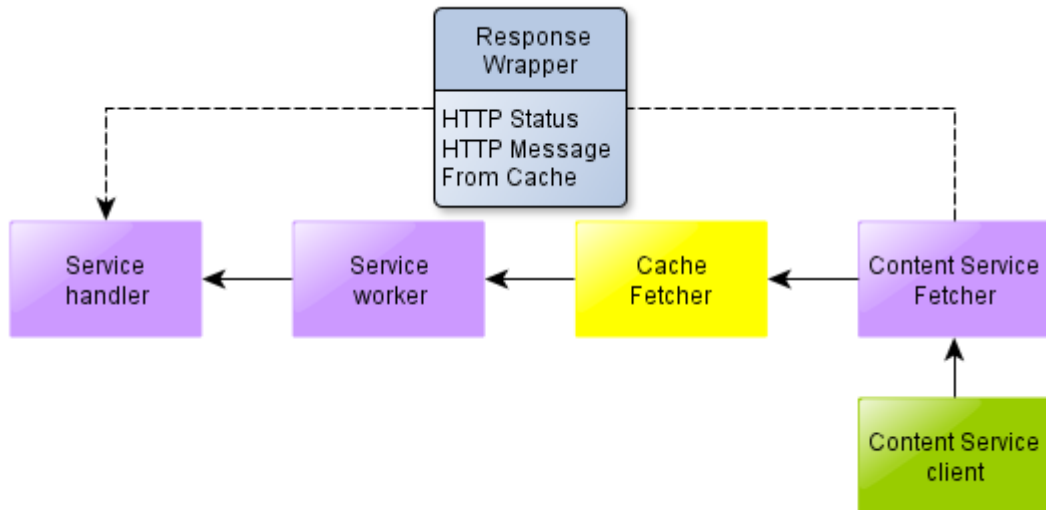 Response
Wrapper
HTTP Status
HTTP Message
From Cache
Service
handler
Service
worker
Cache
Fetcher
Content Service
Fetcher
Content Service
client